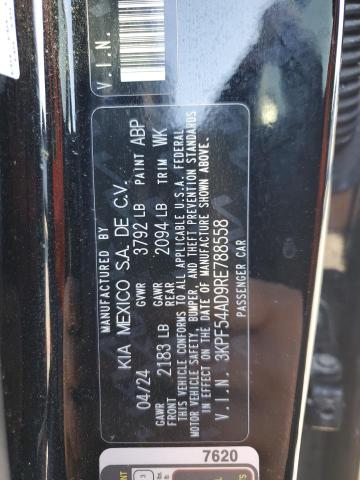 V.I.N.
MANUFACTURED BY
KIA MEXICO S.A. DE C.V.
04/24 GVWR 3792 LB PAINT ABP
GAWR FRONT 2183 LB GAWR REAR 2094 LB TRIM WK
THIS VEHICLE CONFORMS TO ALL APPLICABLE U.S.A. FEDERAL
MOTOR VEHICLE SAFETY, BUMPER, AND THEFT PREVENTION STANDARDS
IN EFFECT ON THE DATE OF MANUFACTURE SHOWN ABOVE.
V.I.N. 3KPF54AD9RE788558
PASSENGER CAR
7620